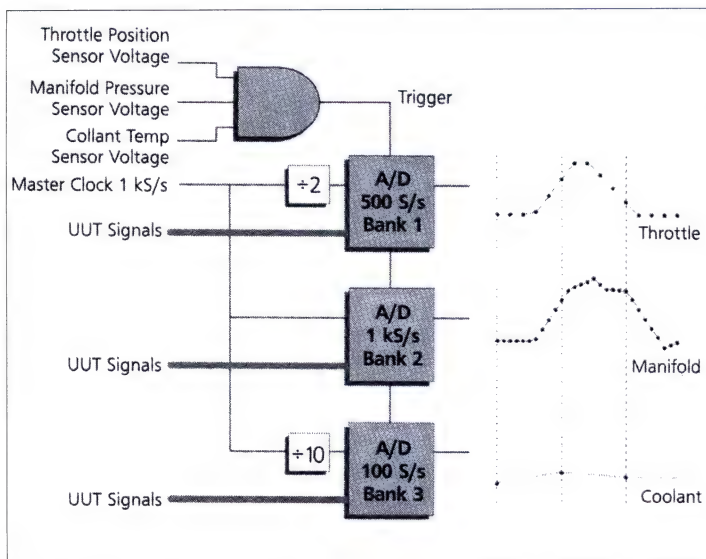 Throttle Position
Sensor Voltage
Manifold Pressure
Sensor Voltage
Collant Temp
Sensor Voltage
Trigger
Master Clock 1 kS/s
÷2
A/D
500 S/s
Bank 1
UUT Signals
Throttle
A/D
1 kS/s
Bank 2
UUT Signals
Manifold
÷10
A/D
100 S/s
Bank 3
UUT Signals
Coolant